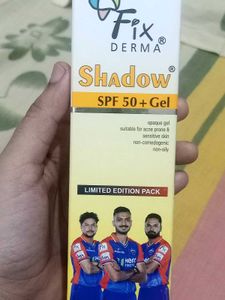 Fix
DERMA®
SHADOW®
SPF 50+Gel
opaque gel
suitable for acne prone &
sensitive skin
non-comedogenic
non-oily
LIMITED EDITION PACK